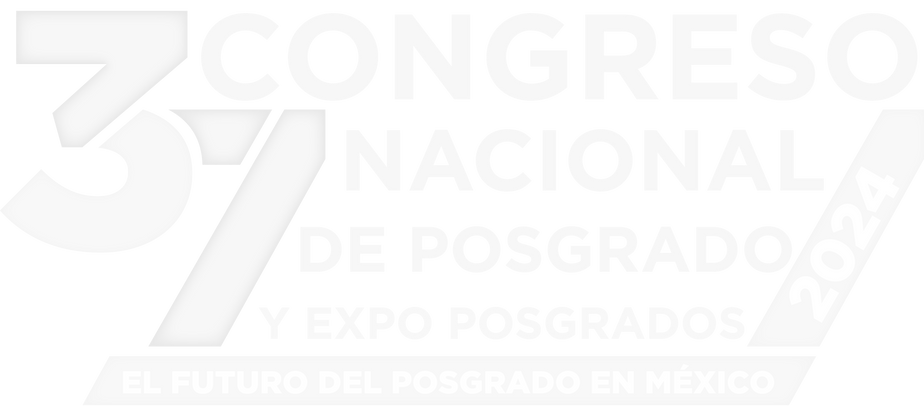 37 CONGRESO
NACIONAL
DE POSGRADO
Y EXPO POSGRADOS
2024
EL FUTURO DEL POSGRADO EN MÉXICO